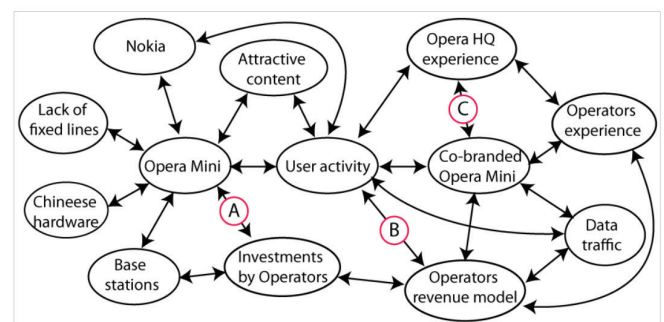 Nokia
Attractive
content
Opera HQ
experience
Lack of
fixed lines
C
Operators
experience
Opera Mini
User activity
Co-branded
Opera Mini
Chineese
hardware
A
B
Data
traffic
Base
stations
Investments
by Operators
Operators
revenue model